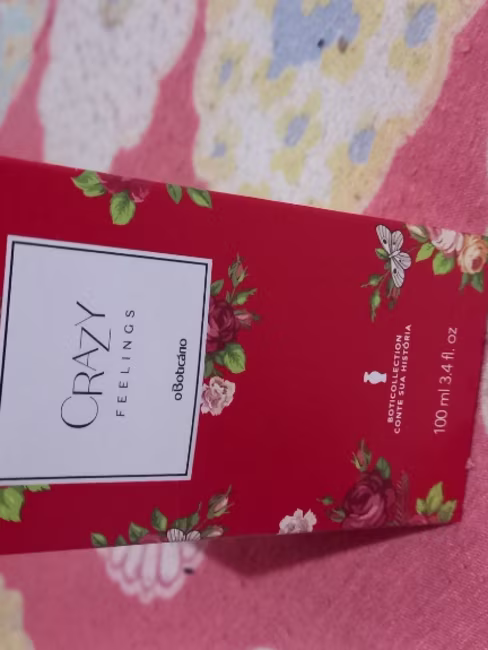 CRAZY
FEELINGS
oBoticário
BOTICOLLECTION
CONTE SUA HISTÓRIA
100 ml 3.4 fl. oz